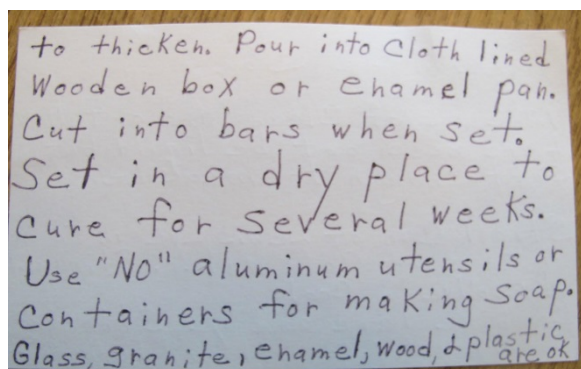 to thicken. Pour into Cloth lined
Wooden box or enamel pan.
Cut into bars when set.
Set in a dry place to
cure for several weeks.
Use "NO" aluminum utensils or
Containers for making Soap.
Glass, granite, enamel, wood, & plastic
are ok